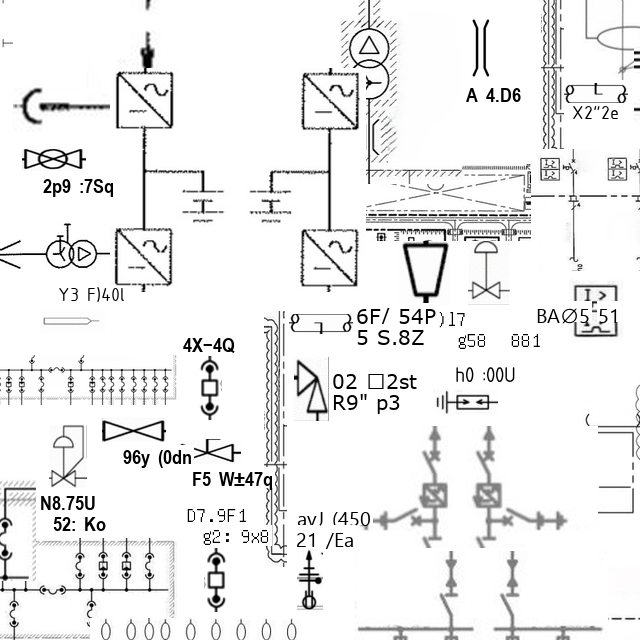 A 4.D6
X2"2e
2p9 :7Sq
Y3 F)40l
6F/ 54P
)17
5 S.8Z
g58 881
BAØ5 51
4X-4Q
02 □2st
R9" p3
h0 :00U
96y (0dn
F5 W±47q
N8.75U
52: Ko
D7.9F1
g2: 9x8
avJ (450
21 /Ea